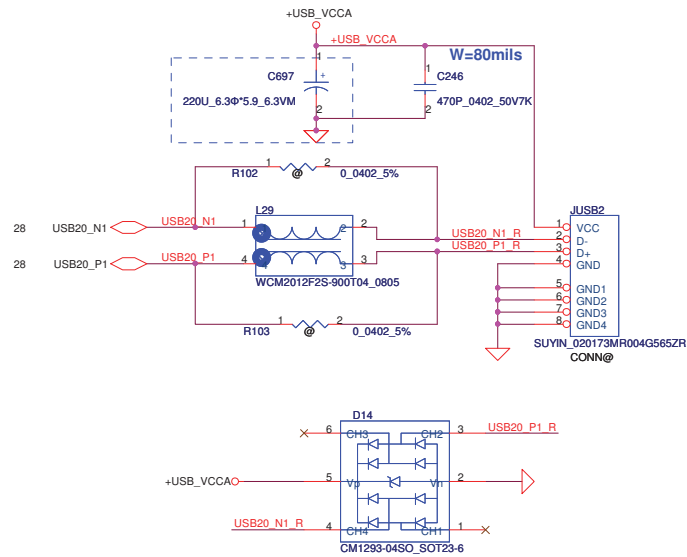 +USB_VCCA
+USB_VCCA
W=80mils
1
1
C697
+
C246
220U_6.3Φ*5.9_6.3VM
470P_0402_50V7K
2
2
1
2
R102
@
0_0402_5%
JUSB2
L29
28
USB20_N1
USB20_N1
1
2
2
USB20_N1_R
1
VCC
2
D-
28
USB20_P1
USB20_P1
4
4
3
3
USB20_P1_R
3
D+
4
GND
WCM2012F2S-900T04_0805
5
GND1
6
GND2
7
GND3
8
GND4
1
2
R103
@
0_0402_5%
SUYIN_020173MR004G565ZR
CONN@
D14
6
CH3
CH2
3
USB20_P1_R
+USB_VCCA
5
Vp
Vn
2
USB20_N1_R
4
CH4
CH1
1
CM1293-04SO_SOT23-6